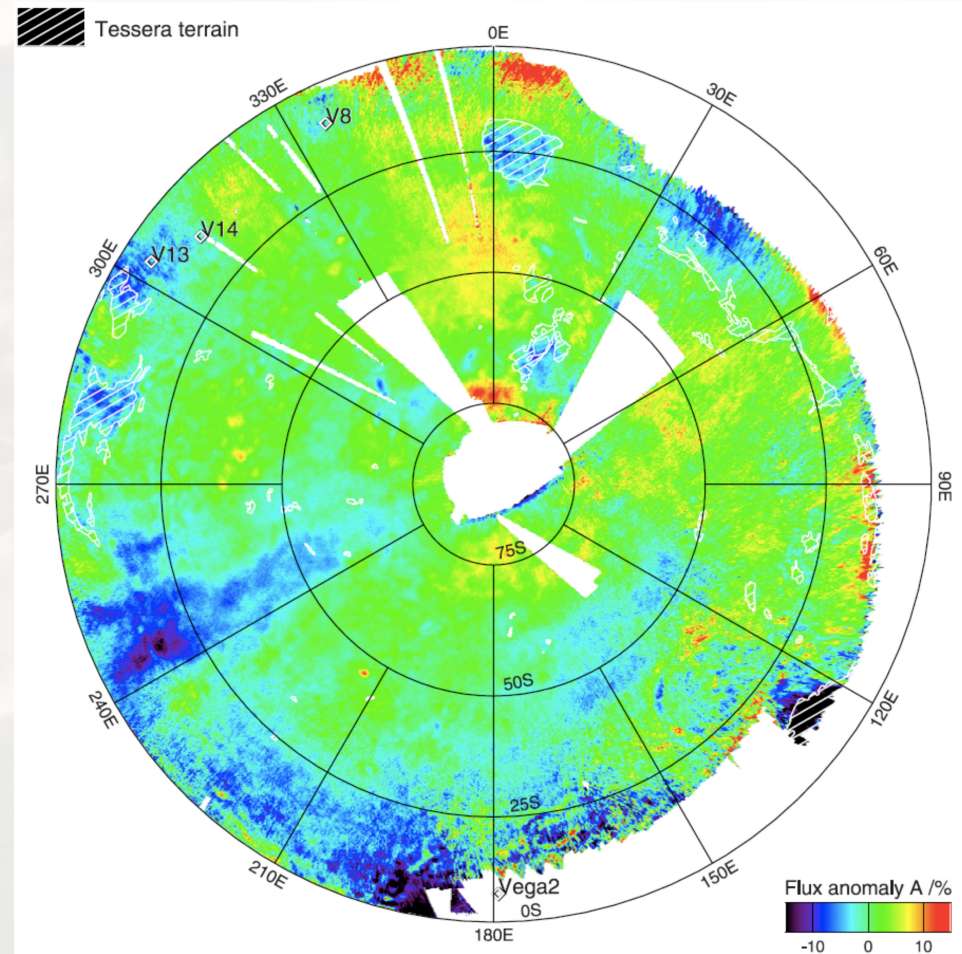 Tessera terrain
0E
330E
30E
V8
V14
V13
300E
60E
270E
90E
75S
50S
25S
240E
120E
210E
150E
Vega2
0S
180E
Flux anomaly A /%
-10 0 10